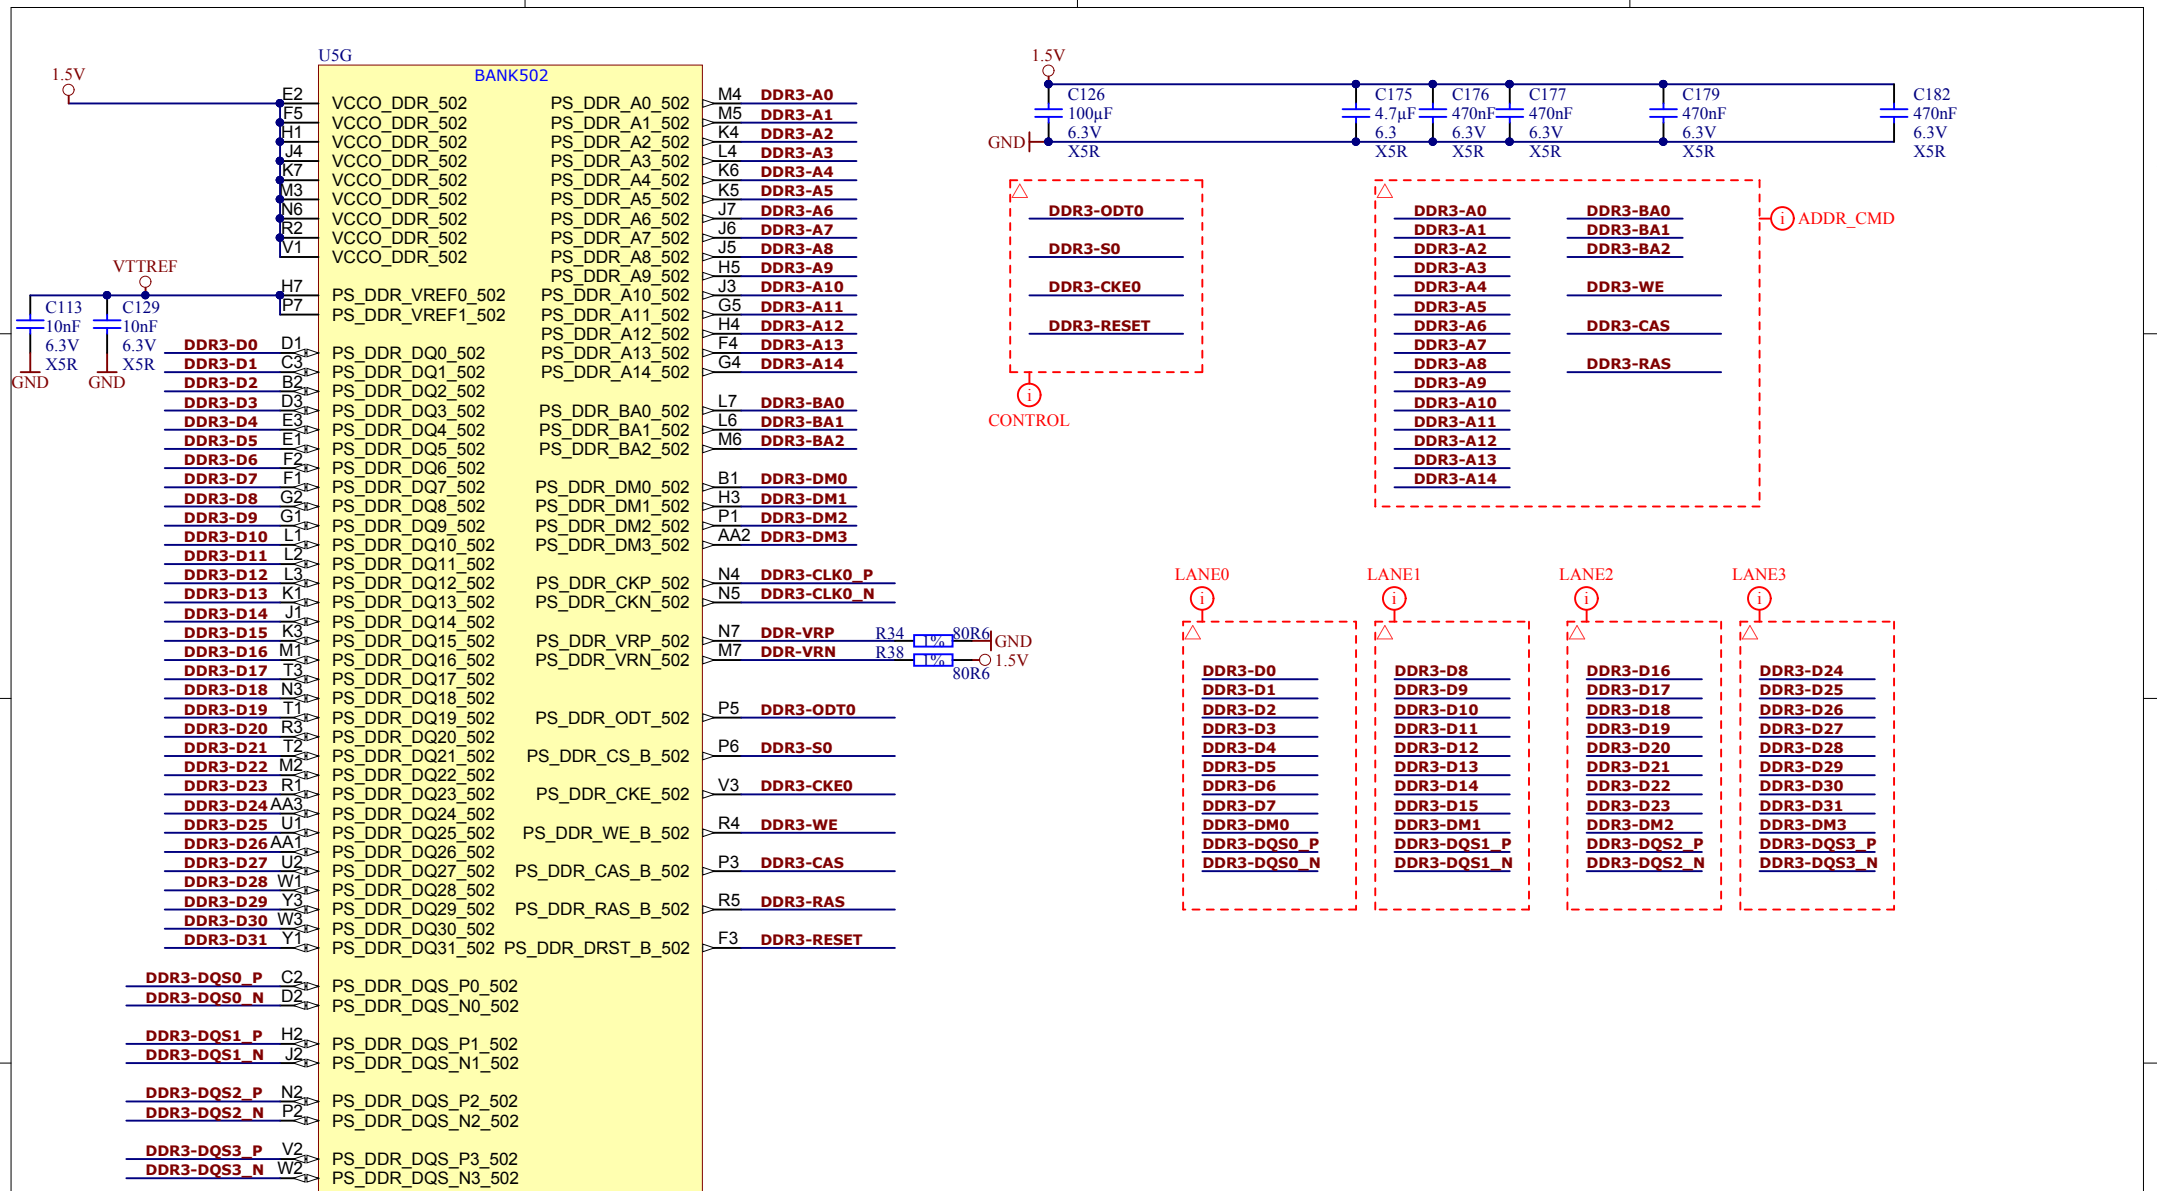 U5G
BANK502
1.5V
E2 VCCO_DDR_502
F5 VCCO_DDR_502
H1 VCCO_DDR_502
J4 VCCO_DDR_502
K7 VCCO_DDR_502
M3 VCCO_DDR_502
N6 VCCO_DDR_502
R2 VCCO_DDR_502
V1 VCCO_DDR_502
VTTREF
H7 PS_DDR_VREF0_502
P7 PS_DDR_VREF1_502
C113
10nF
6.3V
X5R
GND
C129
10nF
6.3V
X5R
GND
DDR3-D0 D1 PS_DDR_DQ0_502
DDR3-D1 C3 PS_DDR_DQ1_502
DDR3-D2 B2 PS_DDR_DQ2_502
DDR3-D3 D3 PS_DDR_DQ3_502
DDR3-D4 E3 PS_DDR_DQ4_502
DDR3-D5 E1 PS_DDR_DQ5_502
DDR3-D6 F2 PS_DDR_DQ6_502
DDR3-D7 F1 PS_DDR_DQ7_502
DDR3-D8 G2 PS_DDR_DQ8_502
DDR3-D9 G1 PS_DDR_DQ9_502
DDR3-D10 L1 PS_DDR_DQ10_502
DDR3-D11 L2 PS_DDR_DQ11_502
DDR3-D12 L3 PS_DDR_DQ12_502
DDR3-D13 K1 PS_DDR_DQ13_502
DDR3-D14 J1 PS_DDR_DQ14_502
DDR3-D15 K3 PS_DDR_DQ15_502
DDR3-D16 M1 PS_DDR_DQ16_502
DDR3-D17 T3 PS_DDR_DQ17_502
DDR3-D18 N3 PS_DDR_DQ18_502
DDR3-D19 T1 PS_DDR_DQ19_502
DDR3-D20 R3 PS_DDR_DQ20_502
DDR3-D21 T2 PS_DDR_DQ21_502
DDR3-D22 M2 PS_DDR_DQ22_502
DDR3-D23 R1 PS_DDR_DQ23_502
DDR3-D24 AA3 PS_DDR_DQ24_502
DDR3-D25 U1 PS_DDR_DQ25_502
DDR3-D26 AA1 PS_DDR_DQ26_502
DDR3-D27 U2 PS_DDR_DQ27_502
DDR3-D28 W1 PS_DDR_DQ28_502
DDR3-D29 Y3 PS_DDR_DQ29_502
DDR3-D30 W3 PS_DDR_DQ30_502
DDR3-D31 Y1 PS_DDR_DQ31_502
DDR3-DQS0_P C2 PS_DDR_DQS_P0_502
DDR3-DQS0_N D2 PS_DDR_DQS_N0_502
DDR3-DQS1_P H2 PS_DDR_DQS_P1_502
DDR3-DQS1_N J2 PS_DDR_DQS_N1_502
DDR3-DQS2_P N2 PS_DDR_DQS_P2_502
DDR3-DQS2_N P2 PS_DDR_DQS_N2_502
DDR3-DQS3_P V2 PS_DDR_DQS_P3_502
DDR3-DQS3_N W2 PS_DDR_DQS_N3_502
PS_DDR_A0_502 M4 DDR3-A0
PS_DDR_A1_502 M5 DDR3-A1
PS_DDR_A2_502 K4 DDR3-A2
PS_DDR_A3_502 L4 DDR3-A3
PS_DDR_A4_502 K6 DDR3-A4
PS_DDR_A5_502 K5 DDR3-A5
PS_DDR_A6_502 J7 DDR3-A6
PS_DDR_A7_502 J6 DDR3-A7
PS_DDR_A8_502 J5 DDR3-A8
PS_DDR_A9_502 H5 DDR3-A9
PS_DDR_A10_502 J3 DDR3-A10
PS_DDR_A11_502 G5 DDR3-A11
PS_DDR_A12_502 H4 DDR3-A12
PS_DDR_A13_502 F4 DDR3-A13
PS_DDR_A14_502 G4 DDR3-A14
PS_DDR_BA0_502 L7 DDR3-BA0
PS_DDR_BA1_502 L6 DDR3-BA1
PS_DDR_BA2_502 M6 DDR3-BA2
PS_DDR_DM0_502 B1 DDR3-DM0
PS_DDR_DM1_502 H3 DDR3-DM1
PS_DDR_DM2_502 P1 DDR3-DM2
PS_DDR_DM3_502 AA2 DDR3-DM3
PS_DDR_CKP_502 N4 DDR3-CLK0_P
PS_DDR_CKN_502 N5 DDR3-CLK0_N
PS_DDR_VRP_502 N7 DDR-VRP R34 1% 80R6 GND
PS_DDR_VRN_502 M7 DDR-VRN R38 1% 80R6 1.5V
PS_DDR_ODT_502 P5 DDR3-ODT0
PS_DDR_CS_B_502 P6 DDR3-S0
PS_DDR_CKE_502 V3 DDR3-CKE0
PS_DDR_WE_B_502 R4 DDR3-WE
PS_DDR_CAS_B_502 P3 DDR3-CAS
PS_DDR_RAS_B_502 R5 DDR3-RAS
PS_DDR_DRST_B_502 F3 DDR3-RESET
1.5V
GND
C126
100µF
6.3V
X5R
C175
4.7µF
6.3
X5R
C176
470nF
6.3V
X5R
C177
470nF
6.3V
X5R
C179
470nF
6.3V
X5R
C182
470nF
6.3V
X5R
DDR3-ODT0
DDR3-S0
DDR3-CKE0
DDR3-RESET
i
CONTROL
DDR3-A0 DDR3-BA0
DDR3-A1 DDR3-BA1
DDR3-A2 DDR3-BA2
DDR3-A3
DDR3-A4 DDR3-WE
DDR3-A5
DDR3-A6 DDR3-CAS
DDR3-A7
DDR3-A8 DDR3-RAS
DDR3-A9
DDR3-A10
DDR3-A11
DDR3-A12
DDR3-A13
DDR3-A14
i ADDR_CMD
LANE0
i
DDR3-D0
DDR3-D1
DDR3-D2
DDR3-D3
DDR3-D4
DDR3-D5
DDR3-D6
DDR3-D7
DDR3-DM0
DDR3-DQS0_P
DDR3-DQS0_N
LANE1
i
DDR3-D8
DDR3-D9
DDR3-D10
DDR3-D11
DDR3-D12
DDR3-D13
DDR3-D14
DDR3-D15
DDR3-DM1
DDR3-DQS1_P
DDR3-DQS1_N
LANE2
i
DDR3-D16
DDR3-D17
DDR3-D18
DDR3-D19
DDR3-D20
DDR3-D21
DDR3-D22
DDR3-D23
DDR3-DM2
DDR3-DQS2_P
DDR3-DQS2_N
LANE3
i
DDR3-D24
DDR3-D25
DDR3-D26
DDR3-D27
DDR3-D28
DDR3-D29
DDR3-D30
DDR3-D31
DDR3-DM3
DDR3-DQS3_P
DDR3-DQS3_N